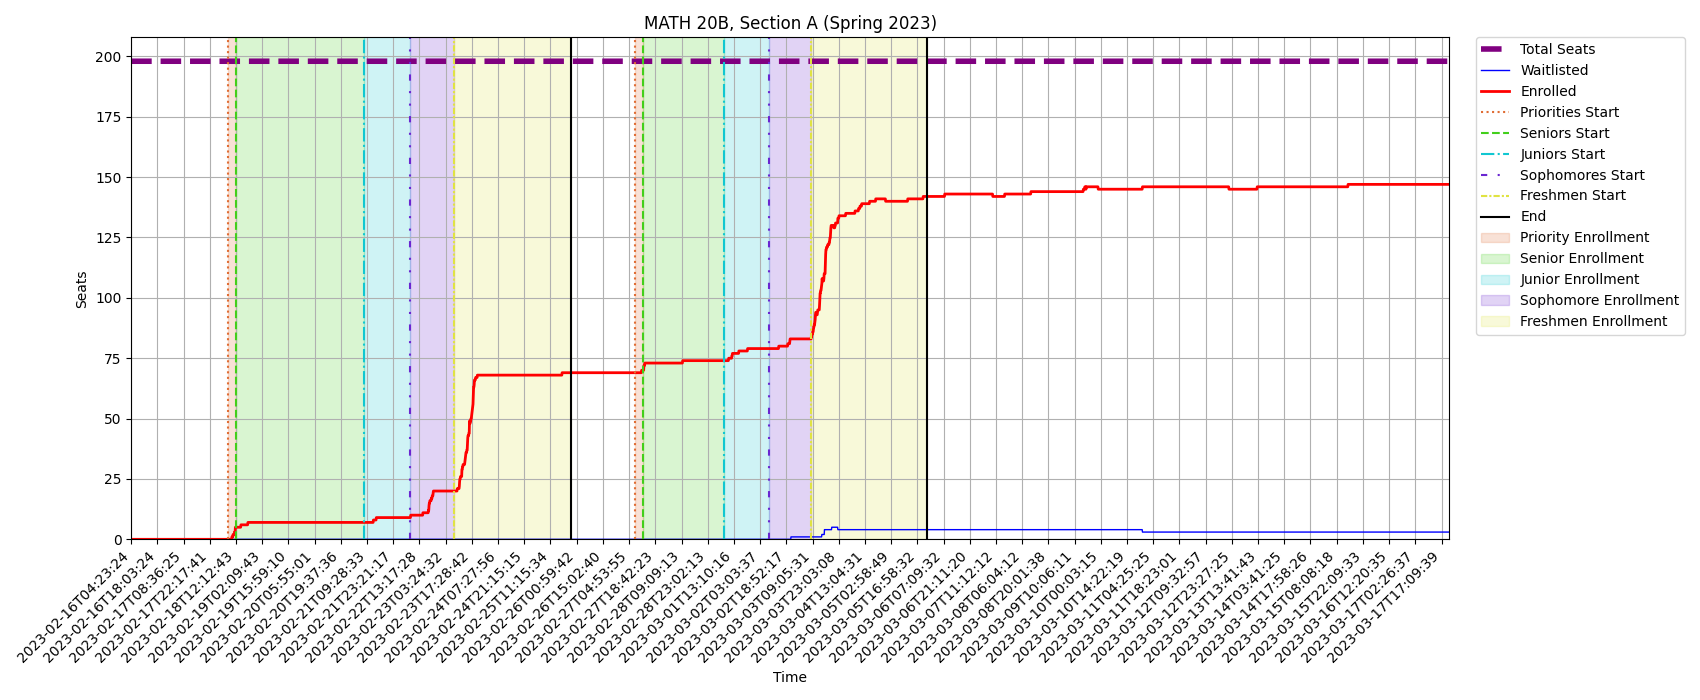 MATH 20B, Section A (Spring 2023)
200
175
150
125
100
75
50
25
0
Seats
2023-02-16T04:23:24
2023-02-16T18:03:24
2023-02-17T08:36:25
2023-02-17T22:17:41
2023-02-18T12:12:43
2023-02-19T02:09:43
2023-02-19T15:59:10
2023-02-20T05:55:01
2023-02-20T19:37:36
2023-02-21T09:28:33
2023-02-21T23:21:17
2023-02-22T13:17:28
2023-02-23T03:24:32
2023-02-23T17:28:42
2023-02-24T07:27:56
2023-02-24T21:15:15
2023-02-25T11:15:34
2023-02-26T00:59:42
2023-02-26T15:02:40
2023-02-27T04:53:55
2023-02-27T18:42:23
2023-02-28T09:09:13
2023-02-28T23:02:13
2023-03-01T13:10:16
2023-03-02T03:03:37
2023-03-02T18:52:17
2023-03-03T09:05:31
2023-03-03T23:03:08
2023-03-04T13:04:31
2023-03-05T02:58:49
2023-03-05T16:58:32
2023-03-06T07:09:32
2023-03-06T21:11:20
2023-03-07T11:12:12
2023-03-08T06:04:12
2023-03-08T20:01:38
2023-03-09T10:06:11
2023-03-10T00:03:15
2023-03-10T14:22:19
2023-03-11T04:25:25
2023-03-11T18:23:01
2023-03-12T09:32:57
2023-03-12T23:27:25
2023-03-13T13:41:43
2023-03-14T03:41:25
2023-03-14T17:58:26
2023-03-15T08:08:18
2023-03-15T22:09:33
2023-03-16T12:20:35
2023-03-17T02:26:37
2023-03-17T17:09:39
Time
Total Seats
Waitlisted
Enrolled
Priorities Start
Seniors Start
Juniors Start
Sophomores Start
Freshmen Start
End
Priority Enrollment
Senior Enrollment
Junior Enrollment
Sophomore Enrollment
Freshmen Enrollment